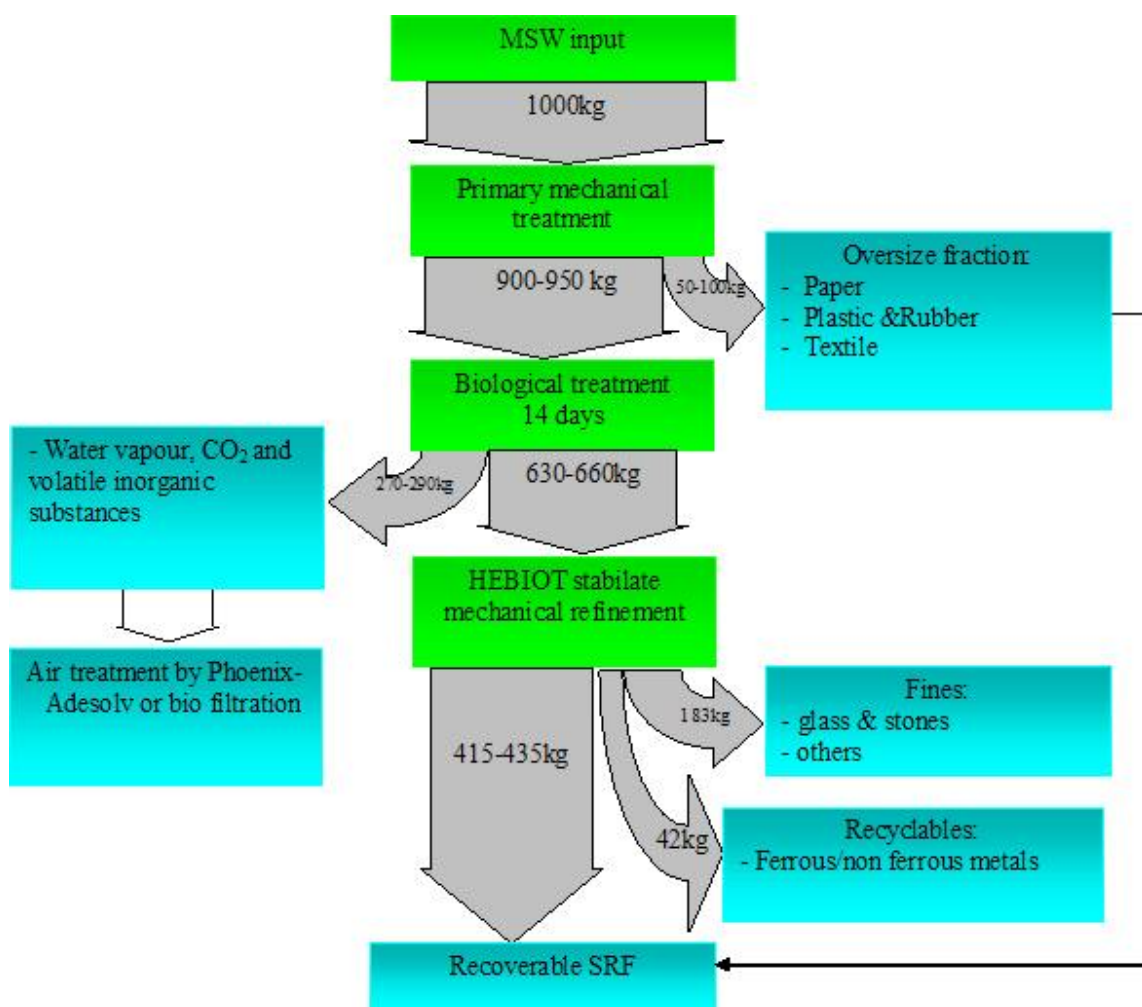 MSW input
1000kg
Primary mechanical
treatment
900-950 kg
50-100kg
Oversize fraction:
- Paper
- Plastic &Rubber
- Textile
Biological treatment
14 days
- Water vapour, CO₂ and
volatile inorganic
substances
270-290kg
630-660kg
HEBIOT stabilate
mechanical refinement
Air treatment by Phoenix-
Adesolv or bio filtration
415-435kg
183kg
Fines:
- glass & stones
- others
42kg
Recyclables:
- Ferrous/non ferrous metals
Recoverable SRF